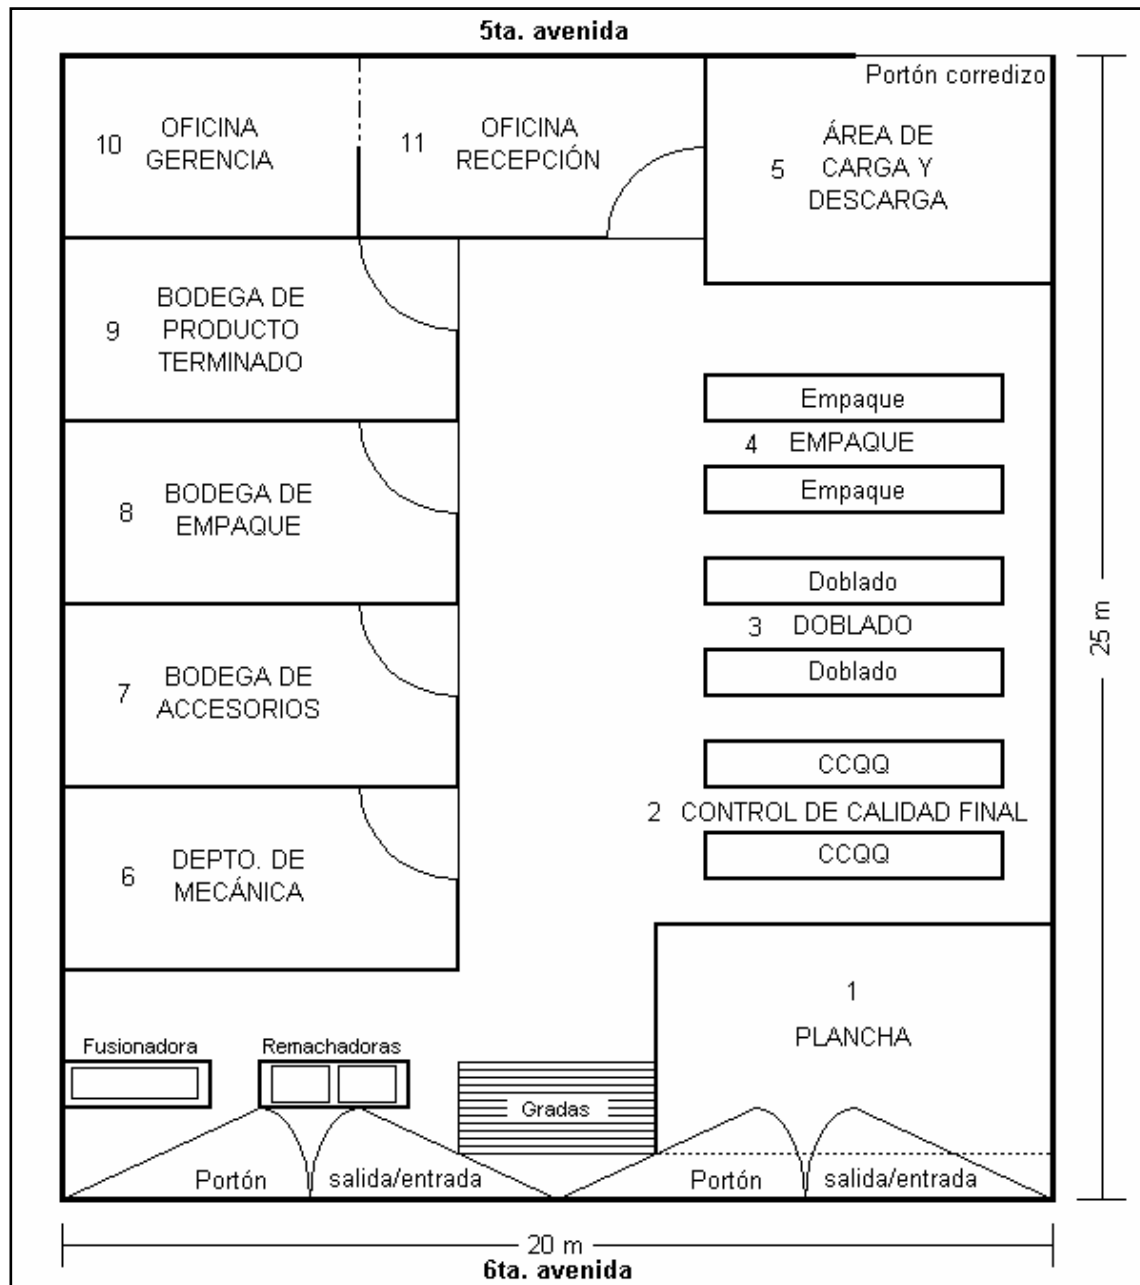 5ta. avenida
Portón corredizo
10 OFICINA
GERENCIA
11 OFICINA
RECEPCIÓN
5 ÁREA DE
CARGA Y
DESCARGA
9 BODEGA DE
PRODUCTO
TERMINADO
Empaque
4 EMPAQUE
Empaque
8 BODEGA DE
EMPAQUE
Doblado
3 DOBLADO
Doblado
25 m
7 BODEGA DE
ACCESORIOS
CCQQ
2 CONTROL DE CALIDAD FINAL
CCQQ
6 DEPTO. DE
MECÁNICA
1
PLANCHA
Fusionadora
Remachadoras
Gradas
Portón salida/entrada
Portón salida/entrada
20 m
6ta. avenida